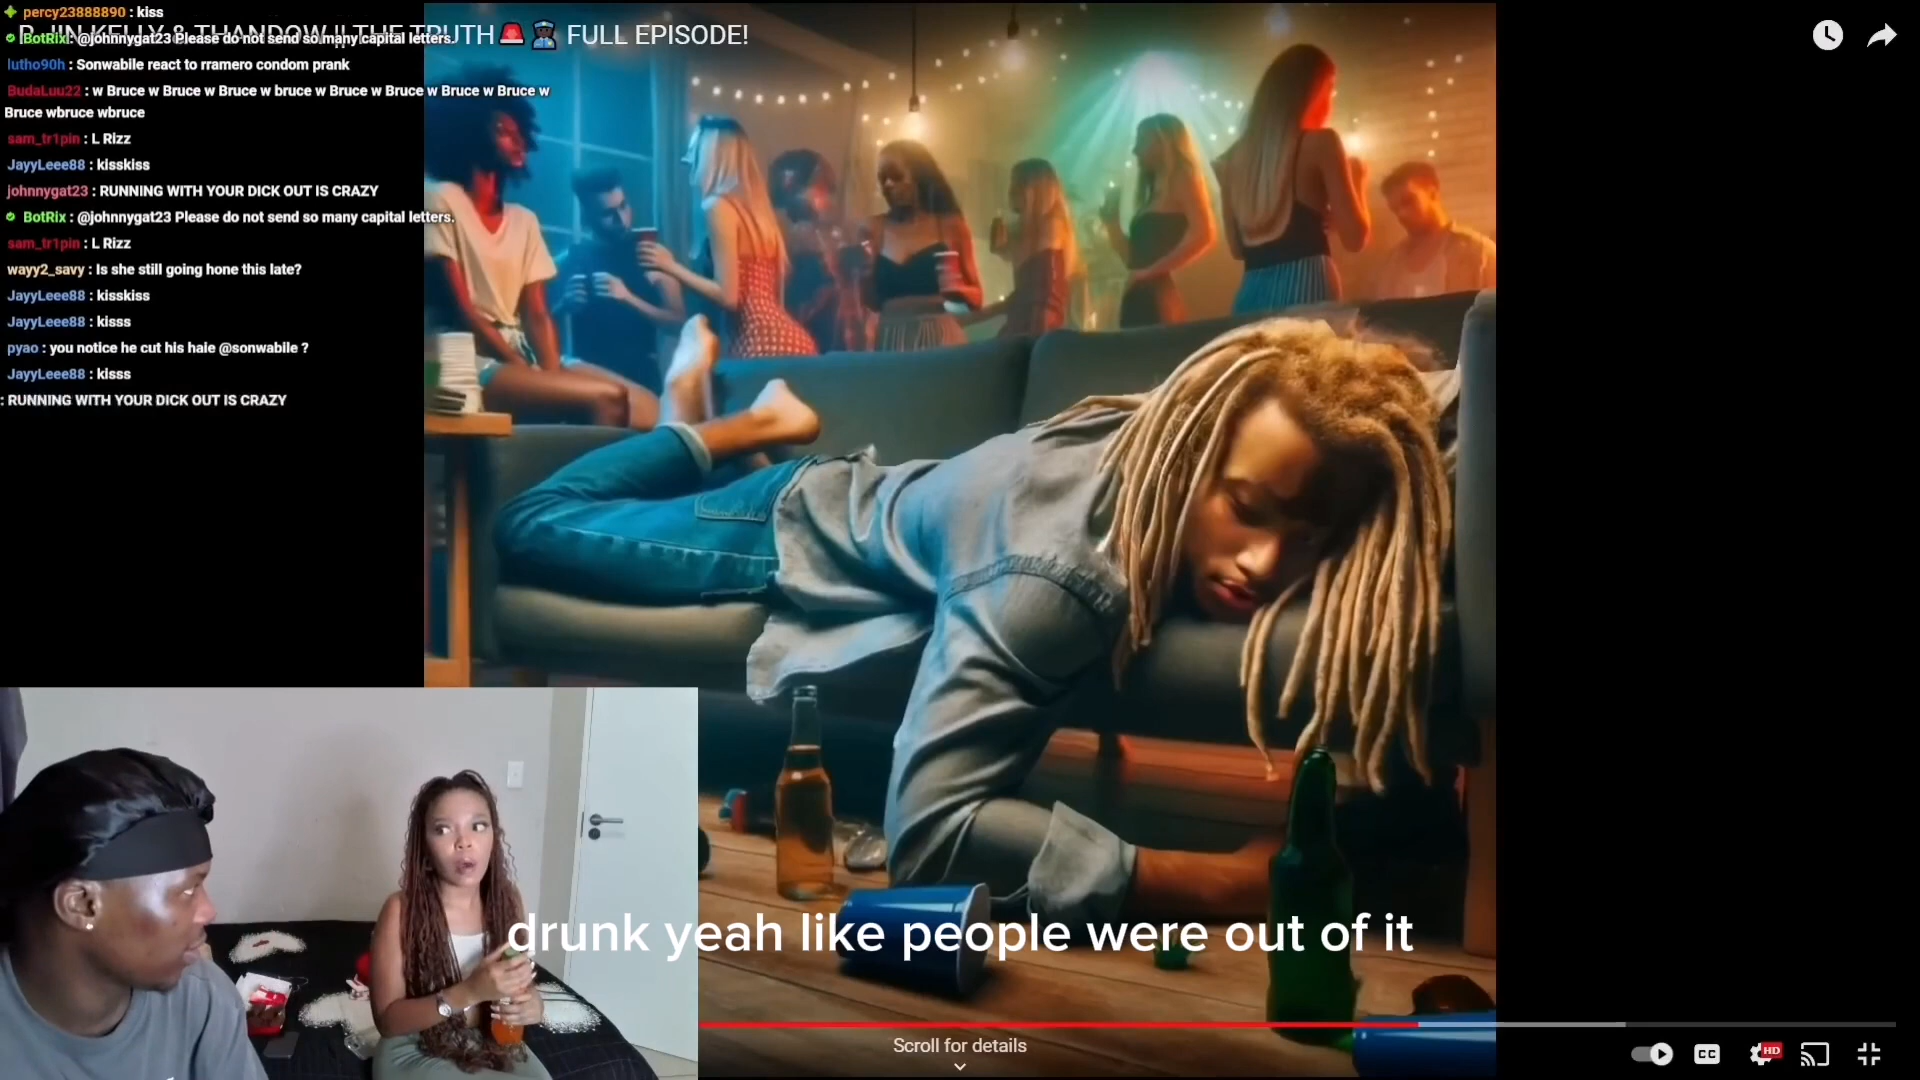 percy23888890 : kiss
THE TRUTH🚨👮🏿 FULL EPISODE!
BotRix : @johnnygat23 Please do not send so many capital letters.
lutho90h : Sonwabile react to rramero condom prank
BudaLuu22 : w Bruce w Bruce w Bruce w bruce w Bruce w Bruce w Bruce w Bruce w
Bruce wbruce wbruce
sam_tr1pin : L Rizz
JayyLeee88 : kisskiss
johnnygat23 : RUNNING WITH YOUR DICK OUT IS CRAZY
BotRix : @johnnygat23 Please do not send so many capital letters.
sam_tr1pin : L Rizz
wayy2_savy : Is she still going hone this late?
JayyLeee88 : kisskiss
JayyLeee88 : kisss
pyao : you notice he cut his haie @sonwabile ?
JayyLeee88 : kisss
: RUNNING WITH YOUR DICK OUT IS CRAZY
drunk yeah like people were out of it
Scroll for details
CC
HD